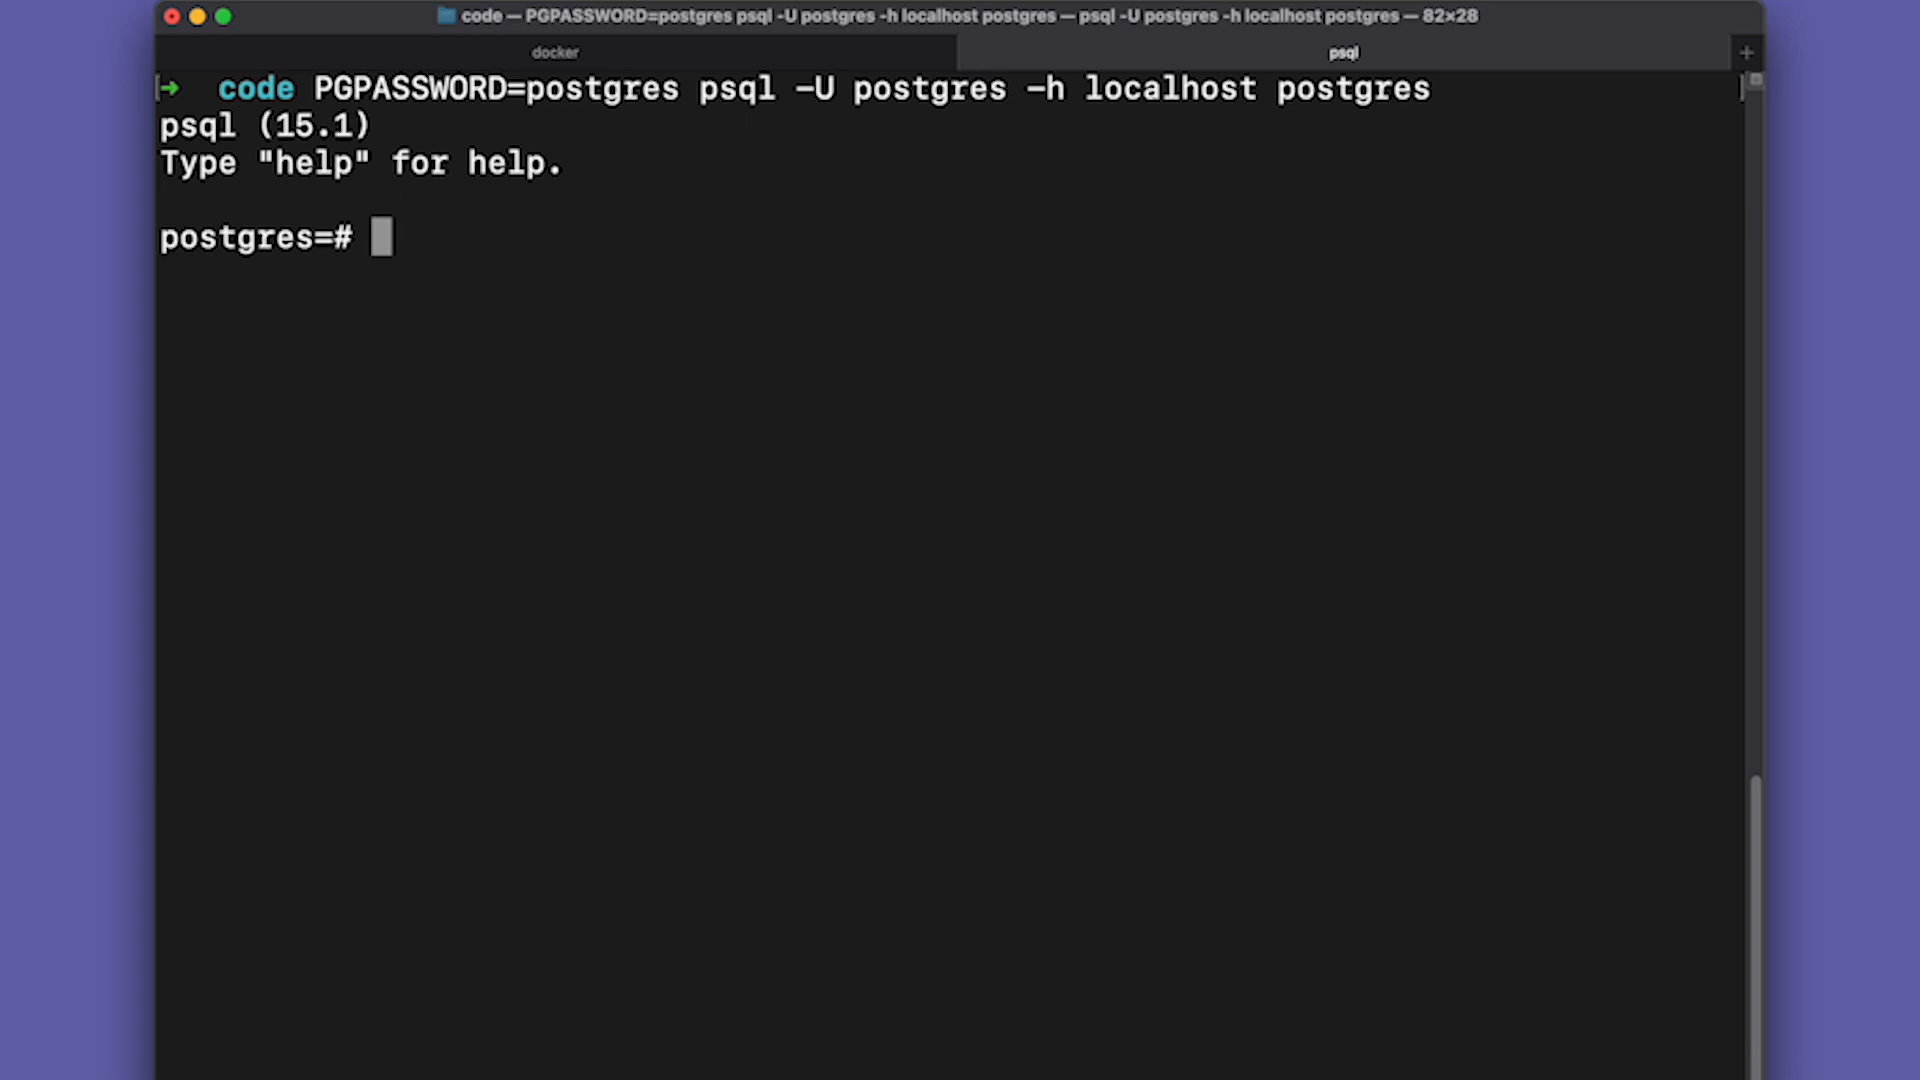 code — PGPASSWORD=postgres psql -U postgres -h localhost postgres — psql -U postgres -h localhost postgres — 82×28
docker psql +
→ code PGPASSWORD=postgres psql -U postgres -h localhost postgres
psql (15.1)
Type "help" for help.
postgres=#